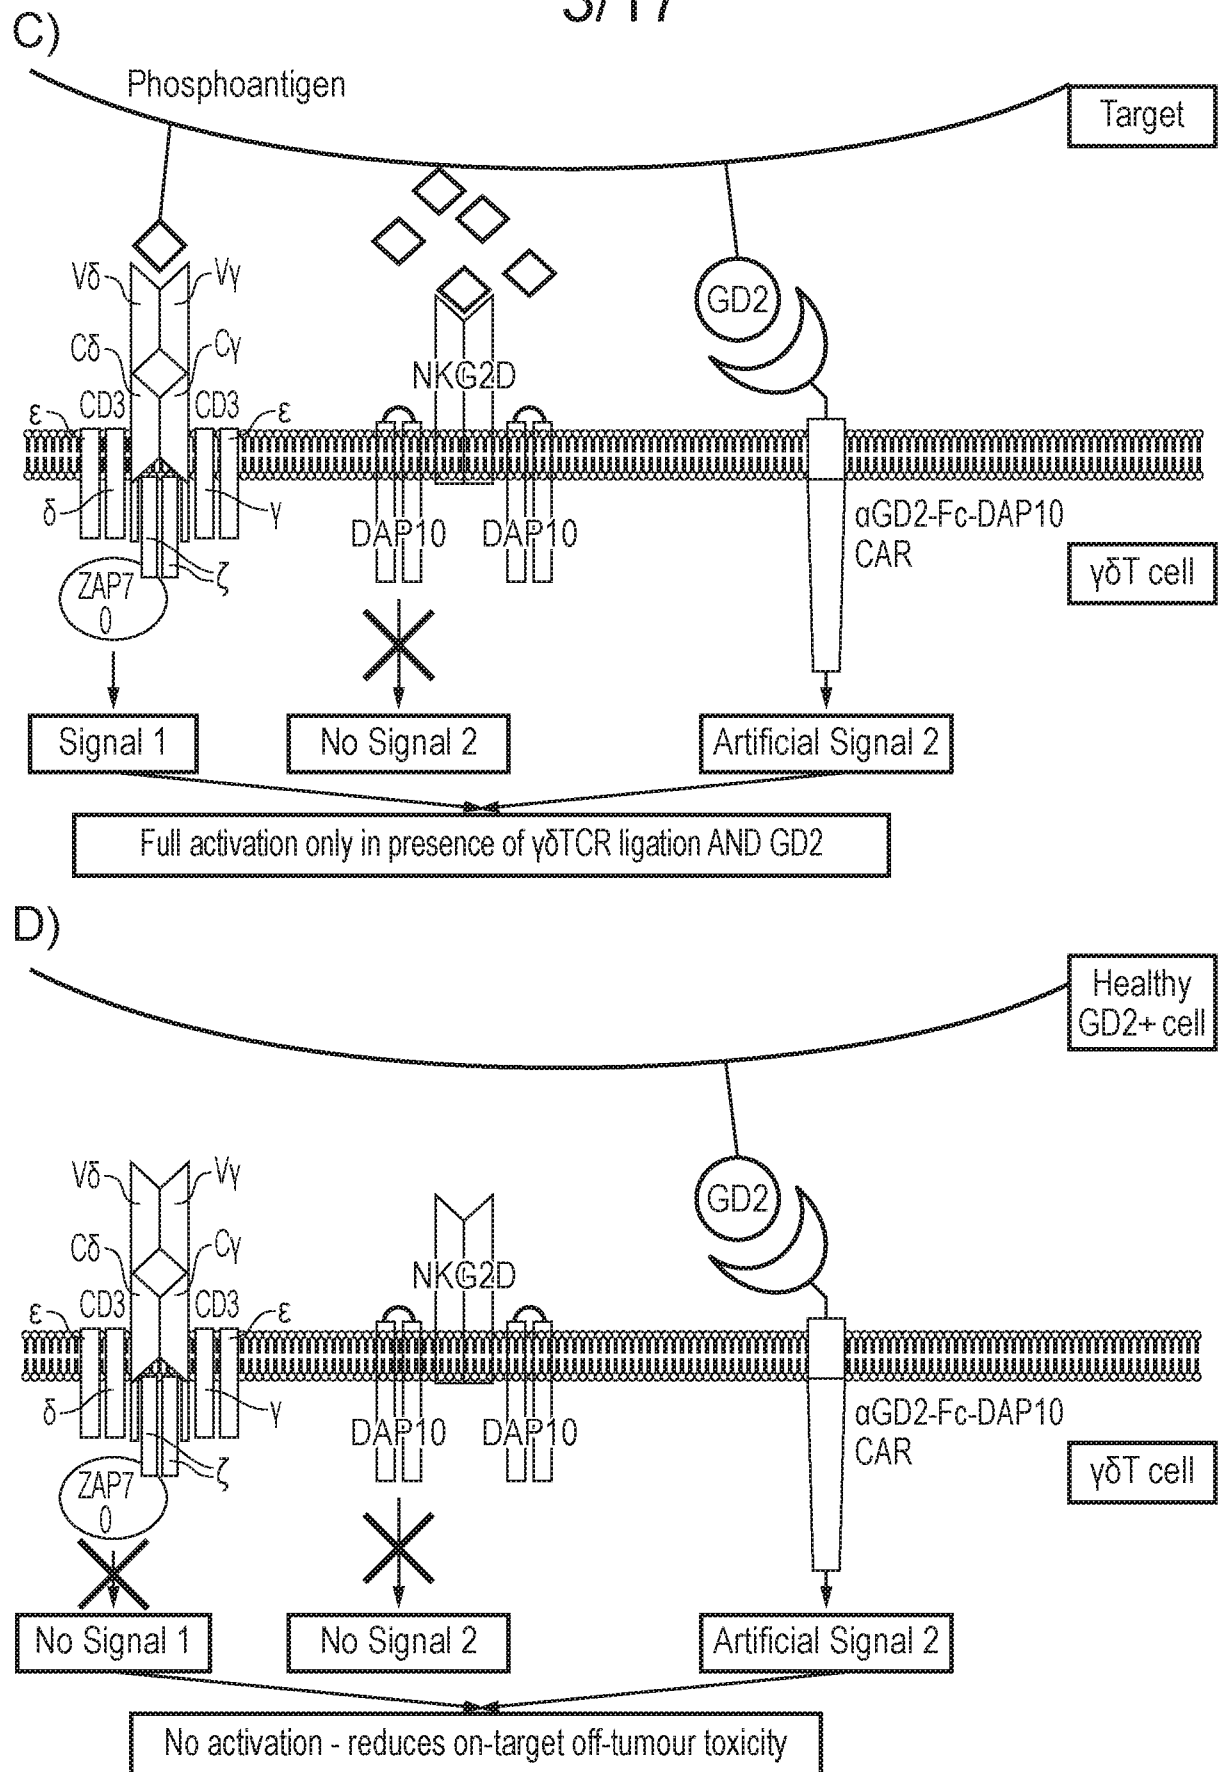 3/17
C)
Phosphoantigen
Target
GD2
Vδ
Vγ
Cδ
Cγ
NKG2D
CD3
CD3
ε
ε
δ
γ
DAP10
DAP10
αGD2-Fc-DAP10
CAR
γδT cell
ζ
ZAP7
0
Signal 1
No Signal 2
Artificial Signal 2
Full activation only in presence of γδTCR ligation AND GD2
D)
Healthy
GD2+ cell
Vδ
Vγ
GD2
Cδ
Cγ
NKG2D
CD3
CD3
ε
ε
δ
γ
DAP10
DAP10
αGD2-Fc-DAP10
CAR
γδT cell
ζ
ZAP7
0
No Signal 1
No Signal 2
Artificial Signal 2
No activation - reduces on-target off-tumour toxicity